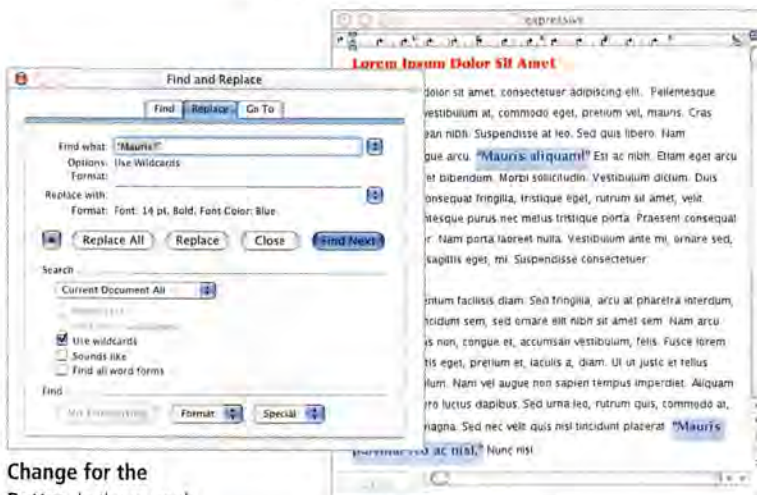 expressive
Lorem Ipsum Dolor Sit Amet
dolor sit amet, consectetuer adipiscing elit. Pellentesque
vestibulum at, commodo eget, pretium vel, mauris. Cras
ean nibh. Suspendisse at leo. Sed quis libero. Nam
gue arcu. "Mauris aliquam!" Est ac nibh. Etiam eget arcu
et bibendum. Morbi sollicitudin. Vestibulum dictum. Duis
onsequat fringilla, tristique eget, rutrum sit amet, velit.
ntesque purus nec metus tristique porta. Praesent consequat
r. Nam porta laoreet nulla. Vestibulum ante mi, ornare sed,
sagittis eget, mi. Suspendisse consectetuer.
entum facilisis diam. Sed fringilla, arcu at pharetra interdum,
ncidunt sem, sed ornare elit nibh sit amet sem. Nam arcu
is non, congue et, accumsan vestibulum, felis. Fusce lorem
tis eget, pretium et, iaculis a, diam. Ut ut justo et tellus
ulum. Nam vel augue non sapien tempus imperdiet. Aliquam
ro luctus dapibus. Sed urna leo, rutrum quis, commodo at,
magna. Sed nec velit quis nisl tincidunt placerat. "Mauris
sed ac nisl," Nunc nisl
Find and Replace
Find Replace Go To
Find what: "Mauris*"
Options: Use Wildcards
Format:
Replace with:
Format: Font: 14 pt, Bold, Font Color: Blue
Replace All Replace Close Find Next
Search
Current Document All
Use wildcards
Sounds like
Find all word forms
Find
No Formatting Format Special
Change for the